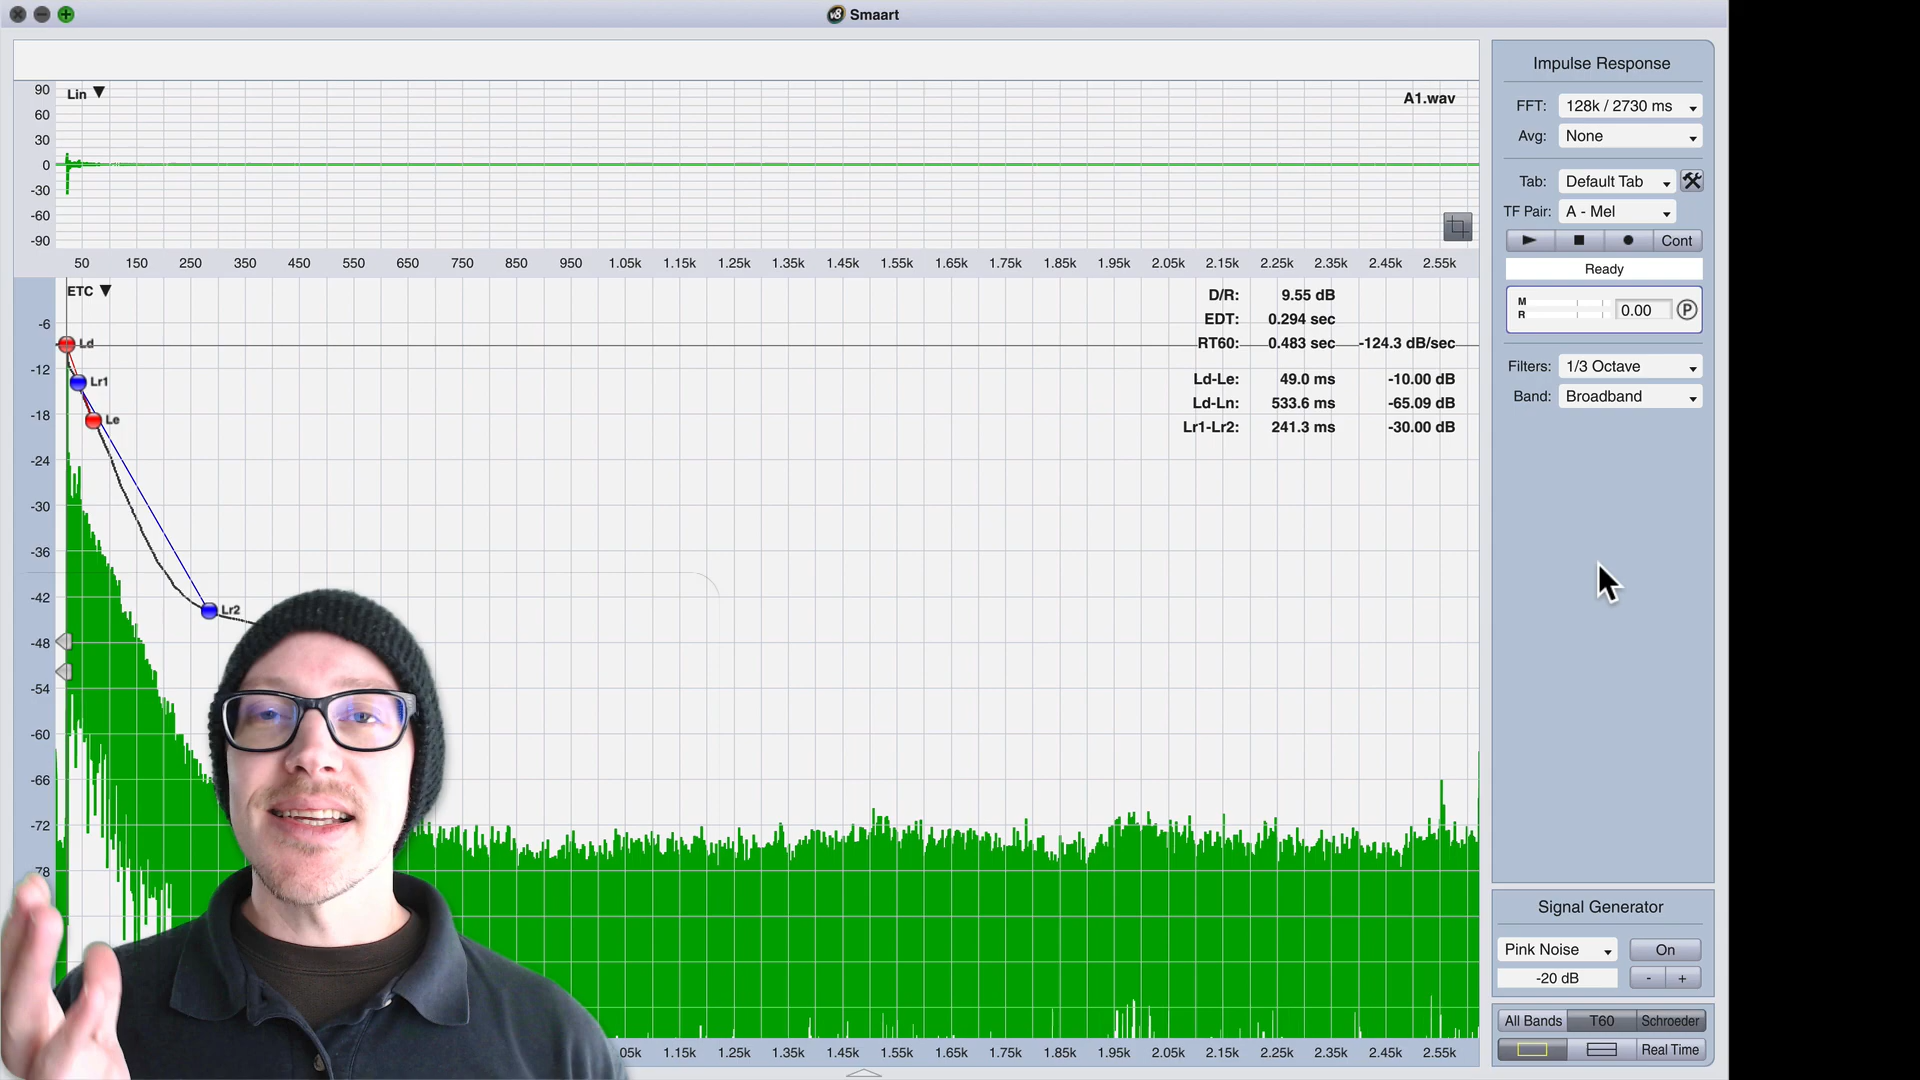 Smaart
Lin ▼
A1.wav
90
60
30
0
-30
-60
-90
50 150 250 350 450 550 650 750 850 950 1.05k 1.15k 1.25k 1.35k 1.45k 1.55k 1.65k 1.75k 1.85k 1.95k 2.05k 2.15k 2.25k 2.35k 2.45k 2.55k
ETC ▼
D/R: 9.55 dB
EDT: 0.294 sec
RT60: 0.483 sec -124.3 dB/sec
Ld-Le: 49.0 ms -10.00 dB
Ld-Ln: 533.6 ms -65.09 dB
Lr1-Lr2: 241.3 ms -30.00 dB
Ld
Lr1
Le
Lr2
-6
-12
-18
-24
-30
-36
-42
-48
-54
-60
-66
-72
78
05k 1.15k 1.25k 1.35k 1.45k 1.55k 1.65k 1.75k 1.85k 1.95k 2.05k 2.15k 2.25k 2.35k 2.45k 2.55k
Impulse Response
FFT: 128k / 2730 ms
Avg: None
Tab: Default Tab
TF Pair: A - Mel
Cont
Ready
M
R
0.00 P
Filters: 1/3 Octave
Band: Broadband
Signal Generator
Pink Noise On
-20 dB - +
All Bands T60 Schroeder
Real Time